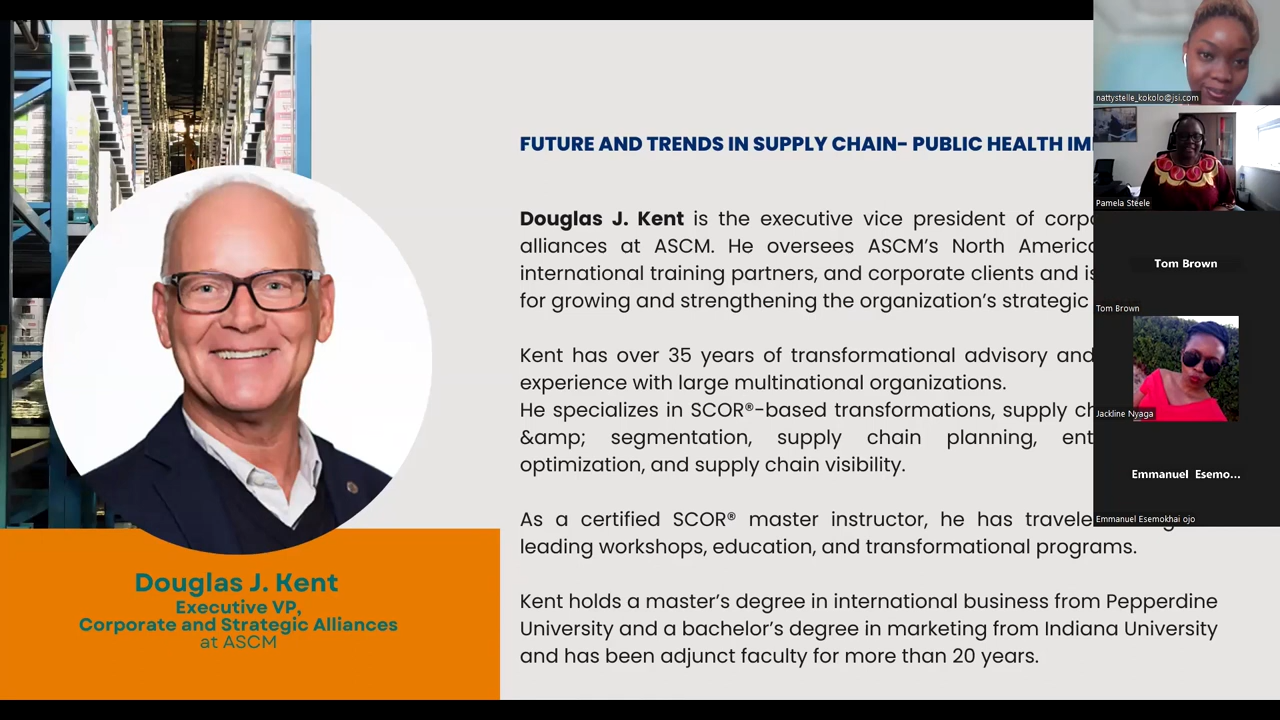 FUTURE AND TRENDS IN SUPPLY CHAIN- PUBLIC HEALTH
Douglas J. Kent is the executive vice president of
alliances at ASCM. He oversees ASCM's North
international training partners, and corporate clients and is
for growing and strengthening the organization's strategic
Kent has over 35 years of transformational advisory and
experience with large multinational organizations.
He specializes in SCOR®-based transformations, supply
&amp; segmentation, supply chain planning,
optimization, and supply chain visibility.
As a certified SCOR® master instructor, he has
leading workshops, education, and transformational programs.
Kent holds a master's degree in international business from Pepperdine
University and a bachelor's degree in marketing from Indiana University
and has been adjunct faculty for more than 20 years.
Douglas J. Kent
Executive VP,
Corporate and Strategic Alliances
at ASCM
nattystelle_kokolo@jsi.com
Pamela Steele
Tom Brown
Tom Brown
Jackline Nyaga
Emmanuel Esemo...
Emmanuel Esemokhai ojo